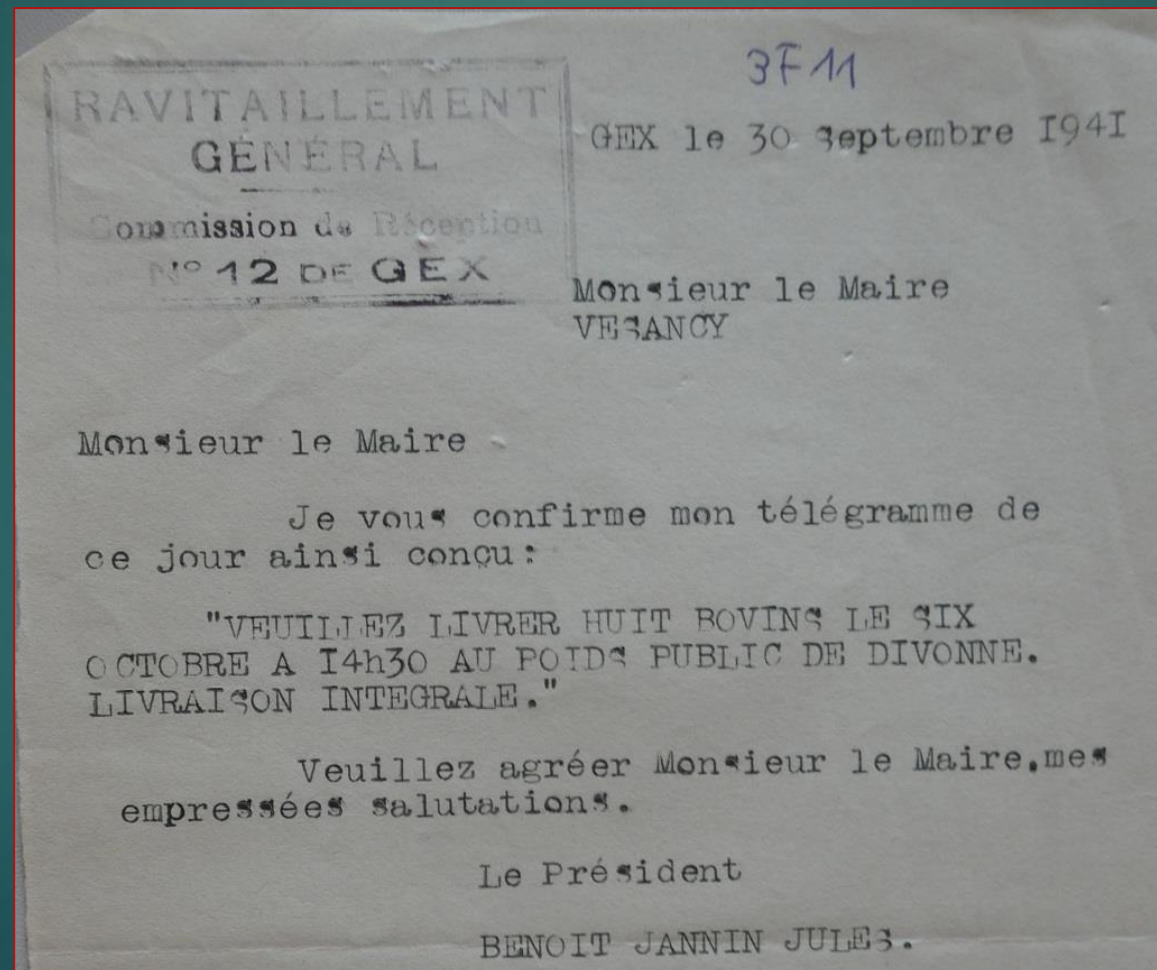 3F11
RAVITAILLEMENT
GÉNÉRAL
Commission de Réception
N° 12 DE GEX
GEX le 30 septembre I94I
Monsieur le Maire
VESANCY
Monsieur le Maire
Je vous confirme mon télégramme de
ce jour ainsi conçu:
"VEUILLEZ LIVRER HUIT BOVINS LE SIX
OCTOBRE A I4h30 AU POIDS PUBLIC DE DIVONNE.
LIVRAISON INTEGRALE."
Veuillez agréer Monsieur le Maire,mes
empressées salutations.
Le Président
BENOIT JANNIN JULES.